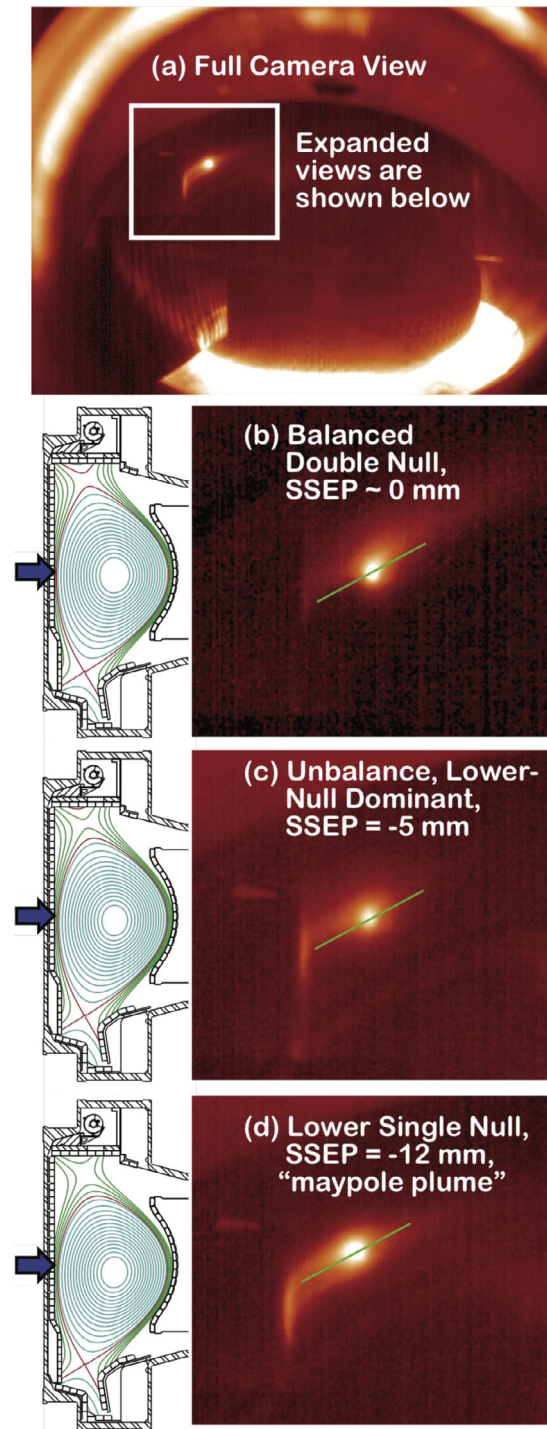 (a) Full Camera View
Expanded
views are
shown below
(b) Balanced
Double Null,
SSEP ~ 0 mm
(c) Unbalance, Lower-
Null Dominant,
SSEP = -5 mm
(d) Lower Single Null,
SSEP = -12 mm,
“maypole plume”